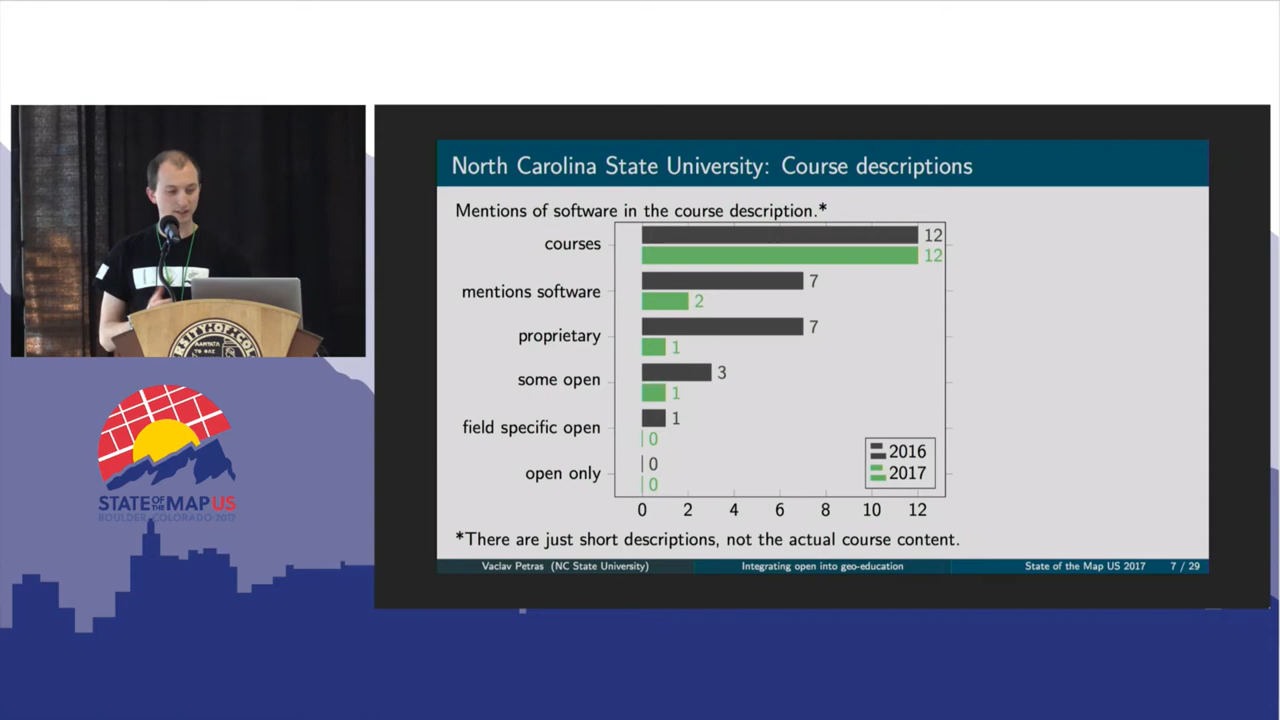 North Carolina State University: Course descriptions
Mentions of software in the course description.*
courses
12
12
mentions software
7
2
proprietary
7
1
some open
3
1
field specific open
1
0
open only
0
0
2016
2017
0 2 4 6 8 10 12
*There are just short descriptions, not the actual course content.
Vaclav Petras (NC State University) Integrating open into geo-education State of the Map US 2017 7 / 29
STATE OF THE MAP US
BOULDER, COLORADO 2017